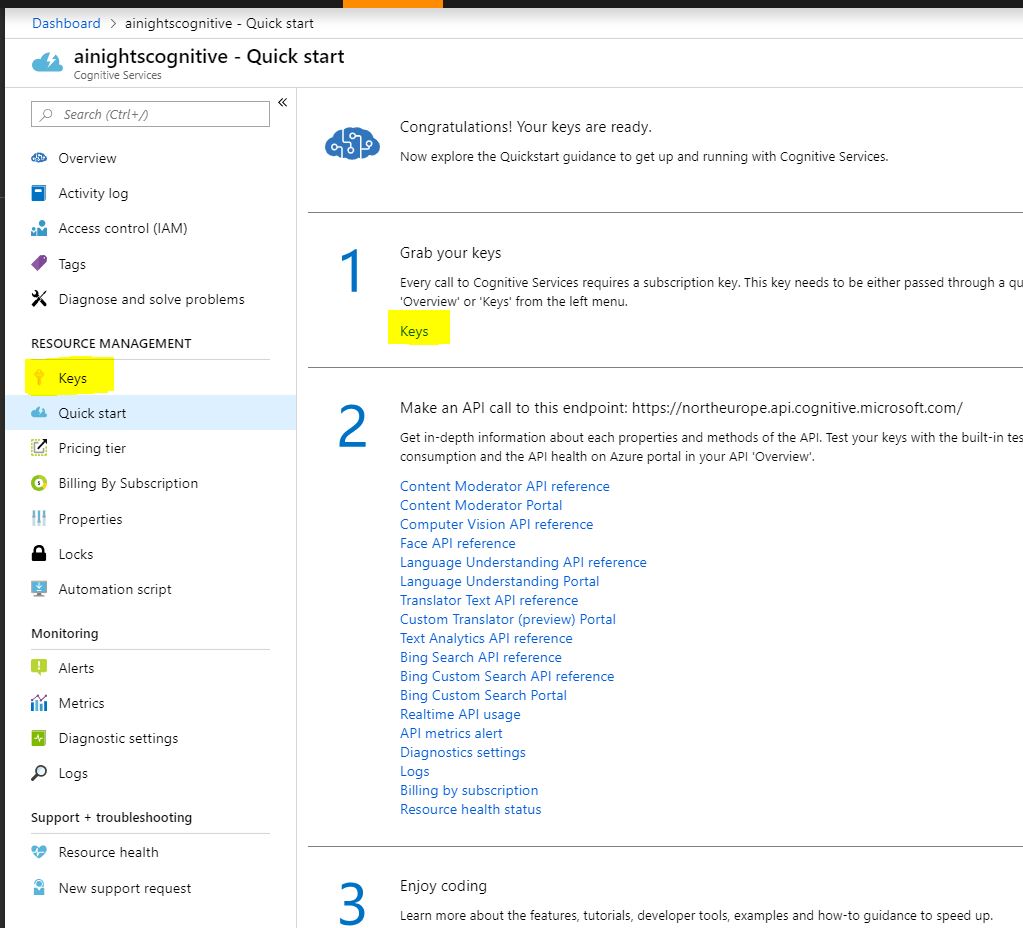 Dashboard > ainightscognitive - Quick start
ainightscognitive - Quick start
Cognitive Services
Search (Ctrl+/)
«
Overview
Activity log
Access control (IAM)
Tags
Diagnose and solve problems
RESOURCE MANAGEMENT
Keys
Quick start
Pricing tier
Billing By Subscription
Properties
Locks
Automation script
Monitoring
Alerts
Metrics
Diagnostic settings
Logs
Support + troubleshooting
Resource health
New support request
Congratulations! Your keys are ready.
Now explore the Quickstart guidance to get up and running with Cognitive Services.
1
Grab your keys
Every call to Cognitive Services requires a subscription key. This key needs to be either passed through a qu
'Overview' or 'Keys' from the left menu.
Keys
2
Make an API call to this endpoint: https://northeurope.api.cognitive.microsoft.com/
Get in-depth information about each properties and methods of the API. Test your keys with the built-in tes
consumption and the API health on Azure portal in your API 'Overview'.
Content Moderator API reference
Content Moderator Portal
Computer Vision API reference
Face API reference
Language Understanding API reference
Language Understanding Portal
Translator Text API reference
Custom Translator (preview) Portal
Text Analytics API reference
Bing Search API reference
Bing Custom Search API reference
Bing Custom Search Portal
Realtime API usage
API metrics alert
Diagnostics settings
Logs
Billing by subscription
Resource health status
3
Enjoy coding
Learn more about the features, tutorials, developer tools, examples and how-to guidance to speed up.